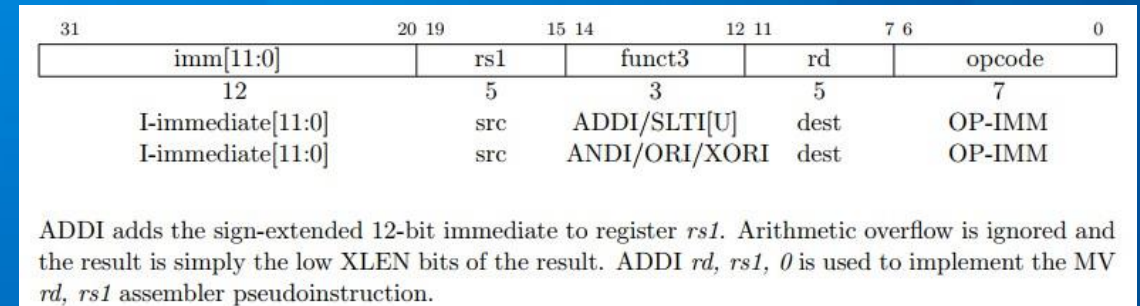 31 20 19 15 14 12 11 7 6 0
imm[11:0] rs1 funct3 rd opcode
12 5 3 5 7
I-immediate[11:0] src ADDI/SLTI[U] dest OP-IMM
I-immediate[11:0] src ANDI/ORI/XORI dest OP-IMM
ADDI adds the sign-extended 12-bit immediate to register rs1. Arithmetic overflow is ignored and
the result is simply the low XLEN bits of the result. ADDI rd, rs1, 0 is used to implement the MV
rd, rs1 assembler pseudoinstruction.